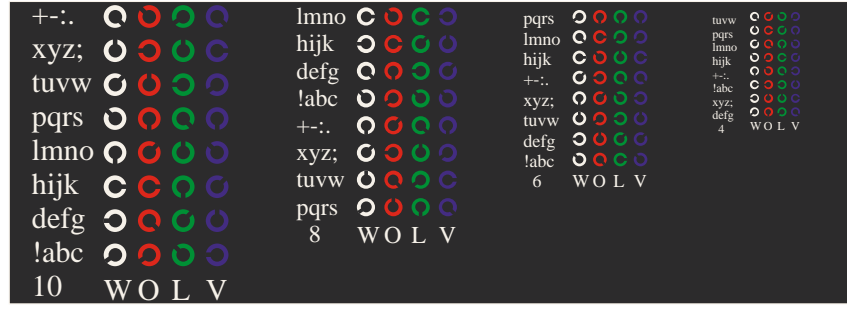 +-:.
xyz;
tuvw
pqrs
lmno
hijk
defg
!abc
10 W O L V
lmno
hijk
defg
!abc
+-:.
xyz;
tuvw
pqrs
8 W O L V
pqrs
lmno
hijk
+-:.
xyz;
tuvw
defg
!abc
6 W O L V
tuvw
pqrs
lmno
hijk
+-:.
!abc
xyz;
defg
4 W O L V